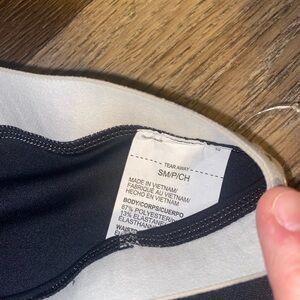 TEAR AWAY
SM/P/CH
MADE IN VIETNAM/
FABRIQUÉ AU VIETNAM/
HECHO EN VIETNAM
BODY/CORPS/CUERPO
87% POLYESTER/
13% ELASTANE/
ELASTHANNE/